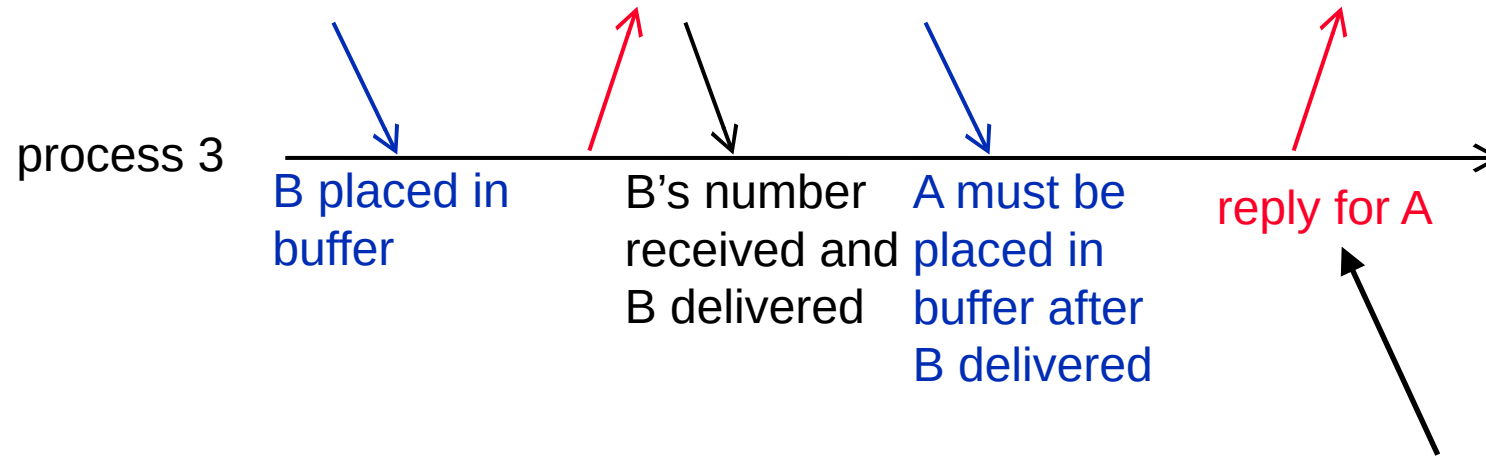 process 3
B placed in
buffer
B’s number
received and
B delivered
A must be
placed in
buffer after
B delivered
reply for A